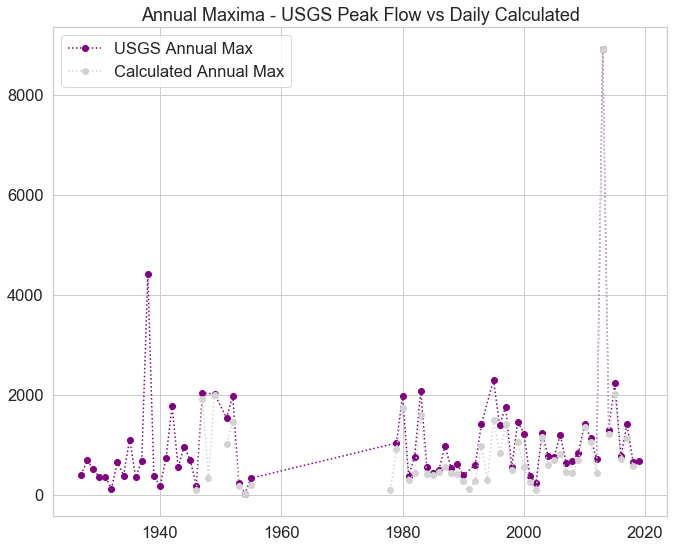 Annual Maxima - USGS Peak Flow vs Daily Calculated
USGS Annual Max
Calculated Annual Max
8000
6000
4000
2000
0
1940 1960 1980 2000 2020